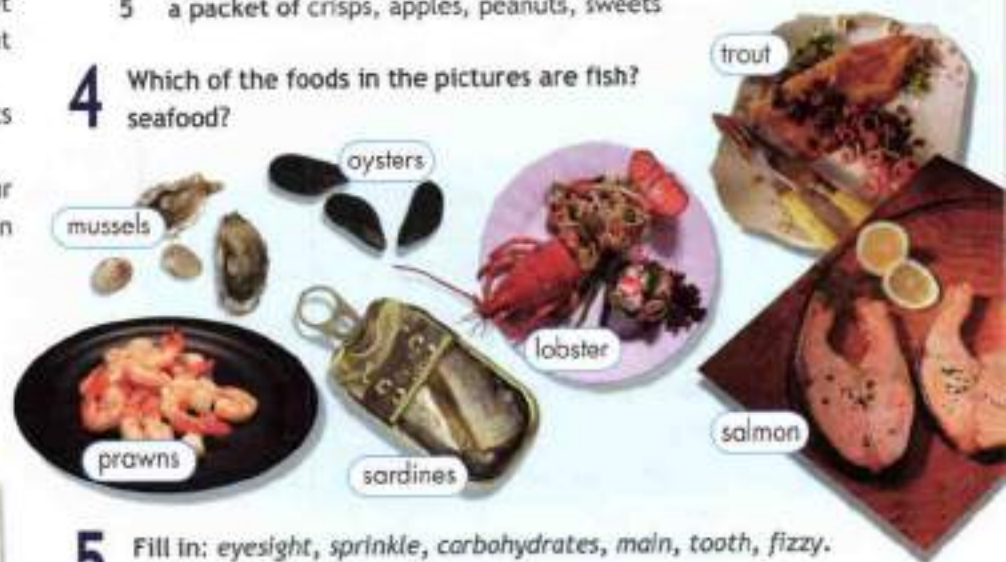 5 a packet of crisps, apples, peanuts, sweets
4 Which of the foods in the pictures are fish?
seafood?
trout
oysters
mussels
lobster
prawns
sardines
salmon
5 Fill in: eyesight, sprinkle, carbohydrates, main, tooth, fizzy.